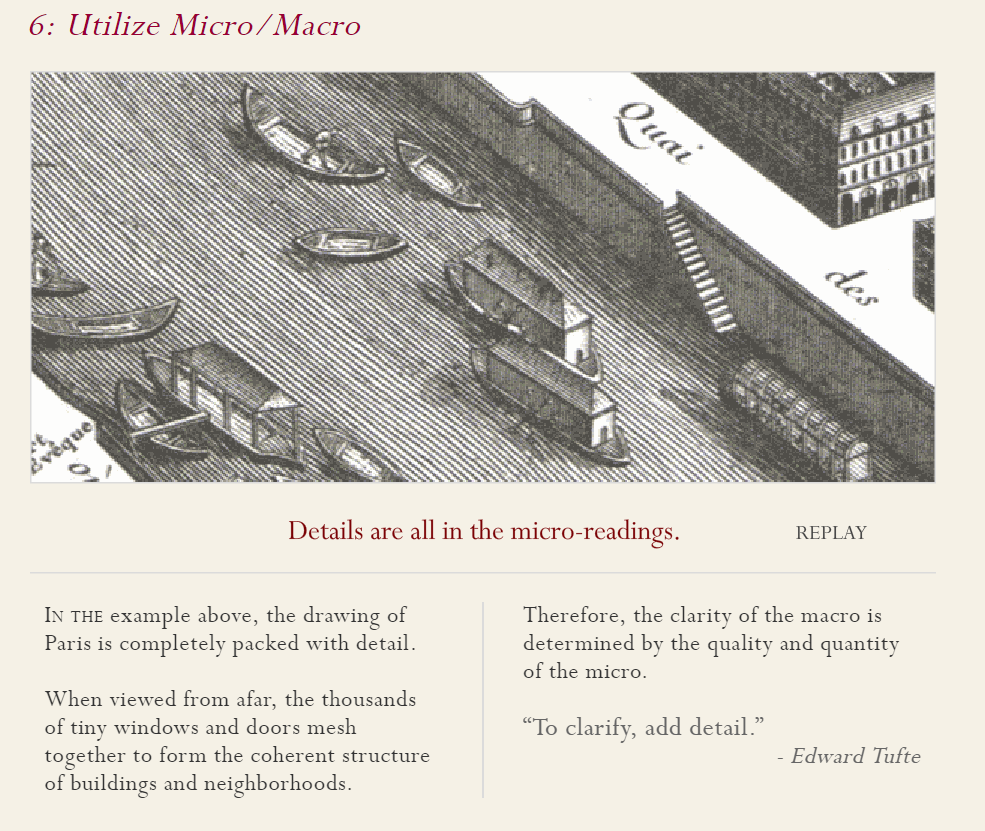 6: Utilize Micro/Macro
Quai
des
évêque
Details are all in the micro-readings.
REPLAY
IN THE example above, the drawing of
Paris is completely packed with detail.
When viewed from afar, the thousands
of tiny windows and doors mesh
together to form the coherent structure
of buildings and neighborhoods.
Therefore, the clarity of the macro is
determined by the quality and quantity
of the micro.
“To clarify, add detail.”
- Edward Tufte